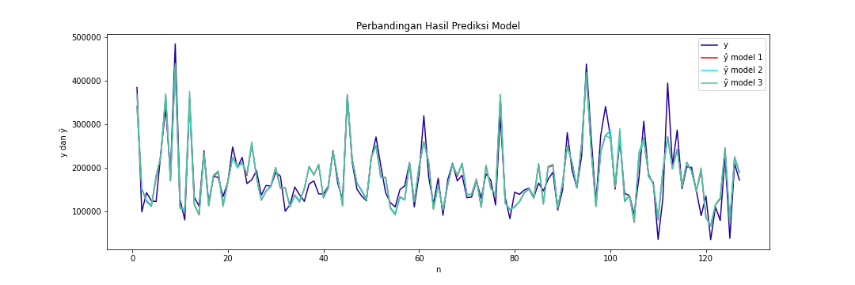 Perbandingan Hasil Prediksi Model
500000
400000
300000
200000
100000
y dan ŷ
0
20
40
60
80
100
120
n
y
ŷ model 1
ŷ model 2
ŷ model 3